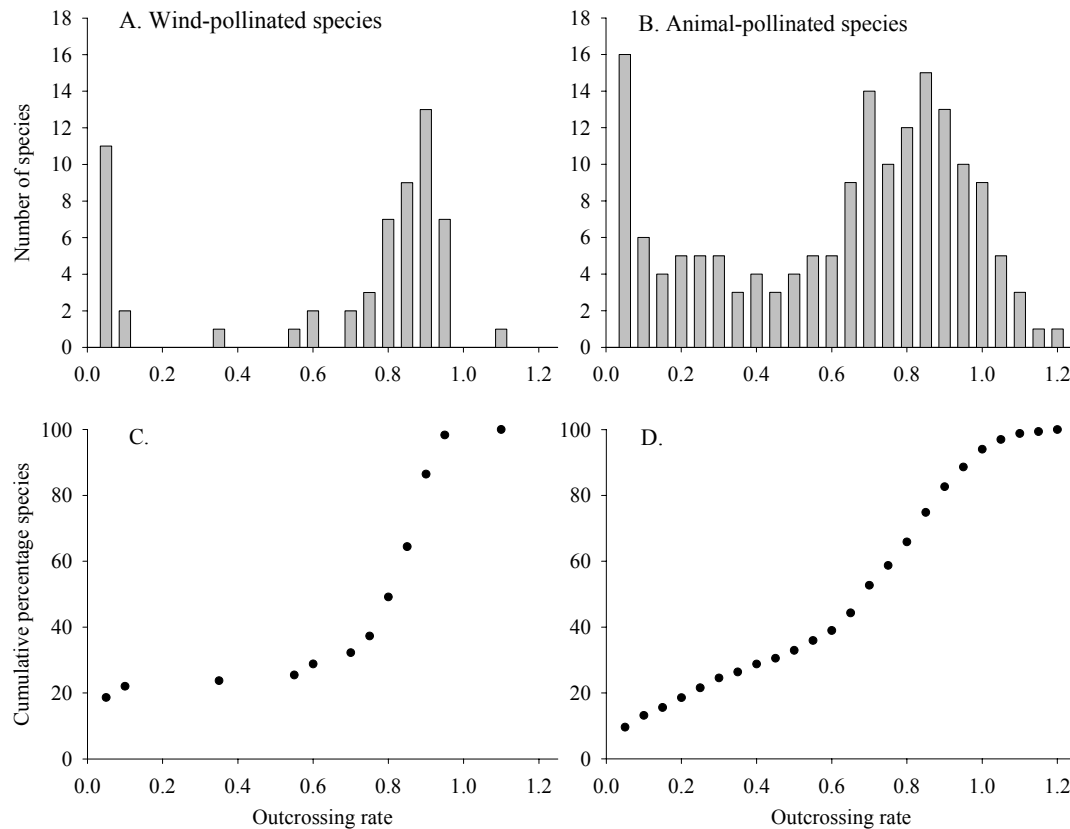 A. Wind-pollinated species
B. Animal-pollinated species
Number of species
18
16
14
12
10
8
6
4
2
0
0.0 0.2 0.4 0.6 0.8 1.0 1.2
18
16
14
12
10
8
6
4
2
0
0.0 0.2 0.4 0.6 0.8 1.0 1.2
C.
D.
Cumulative percentage species
100
80
60
40
20
0
0.0 0.2 0.4 0.6 0.8 1.0 1.2
Outcrossing rate
100
80
60
40
20
0
0.0 0.2 0.4 0.6 0.8 1.0 1.2
Outcrossing rate